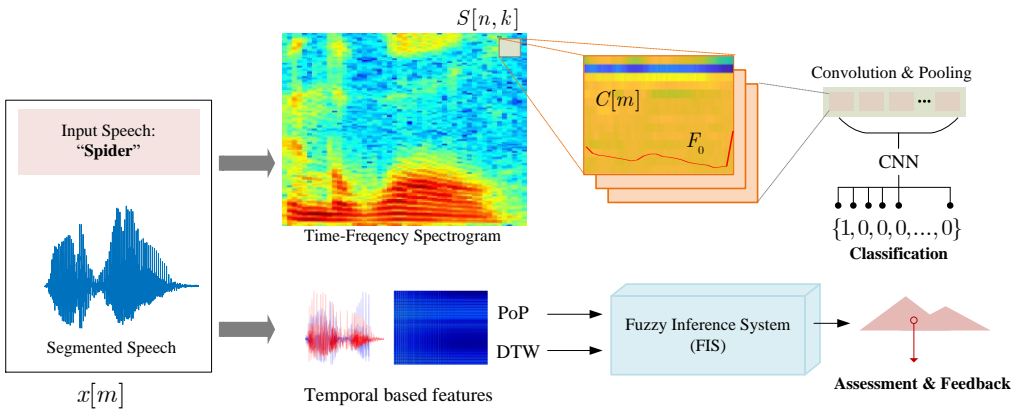 S[n, k]
Input Speech:
“Spider”
Segmented Speech
x[m]
Time-Freqency Spectrogram
C[m]
F₀
Convolution & Pooling
...
CNN
{1,0,0,0,...,0}
Classification
PoP
DTW
Temporal based features
Fuzzy Inference System
(FIS)
Assessment & Feedback